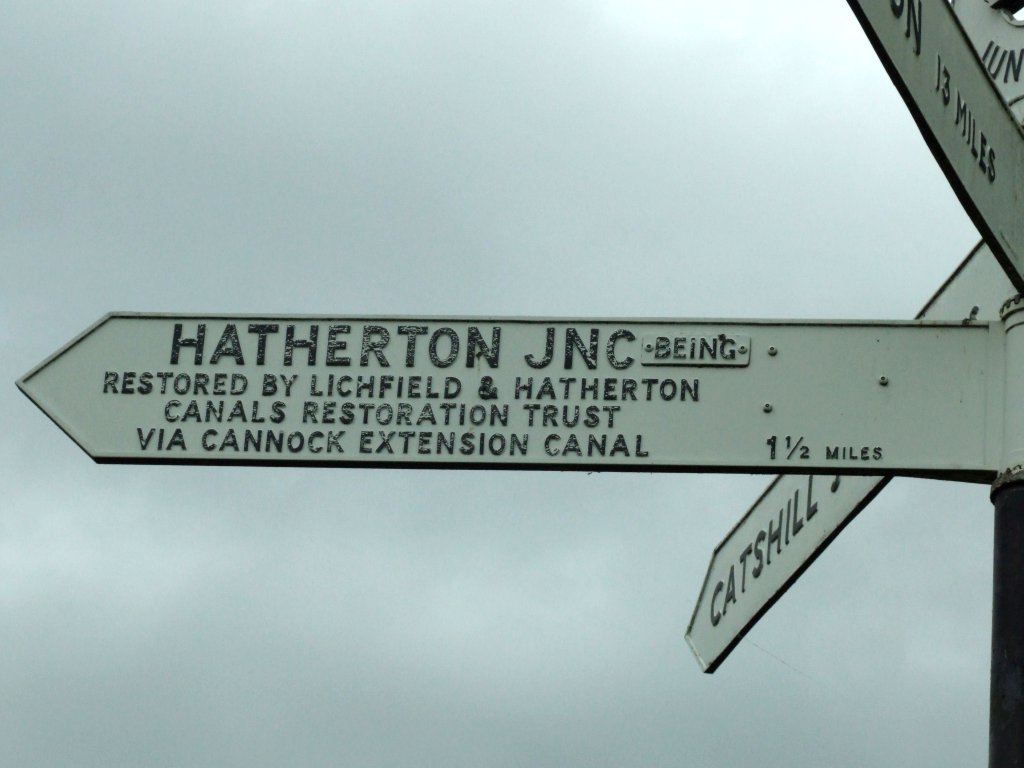 HATHERTON JNC BEING
RESTORED BY LICHFIELD & HATHERTON
CANALS RESTORATION TRUST
VIA CANNOCK EXTENSION CANAL
1½ MILES
13 MILES
CATSHILL